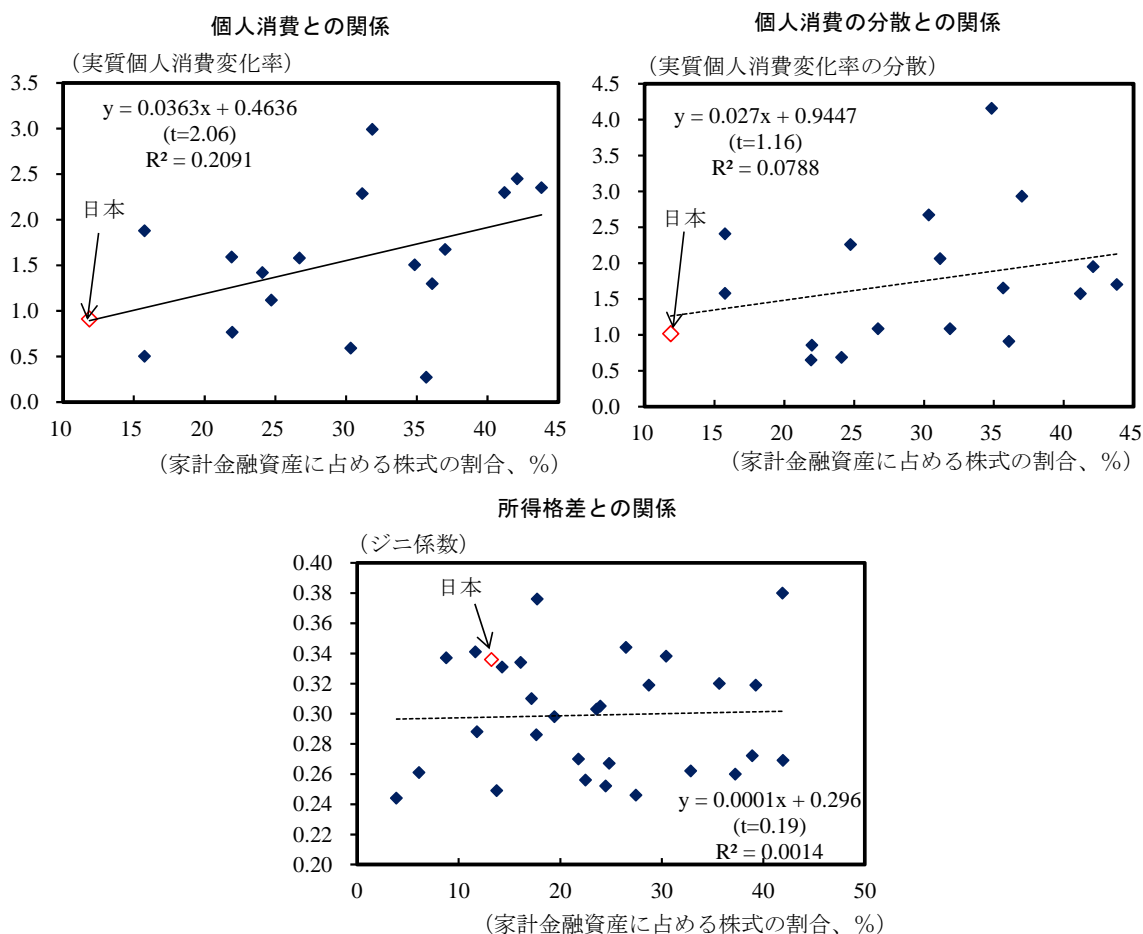 個人消費との関係
（実質個人消費変化率）
3.5
3.0
2.5
2.0
1.5
1.0
0.5
0.0
y = 0.0363x + 0.4636
(t=2.06)
R² = 0.2091
日本
10 15 20 25 30 35 40 45
（家計金融資産に占める株式の割合、%）
個人消費の分散との関係
（実質個人消費変化率の分散）
4.5
4.0
3.5
3.0
2.5
2.0
1.5
1.0
0.5
0.0
y = 0.027x + 0.9447
(t=1.16)
R² = 0.0788
日本
10 15 20 25 30 35 40 45
（家計金融資産に占める株式の割合、%）
所得格差との関係
（ジニ係数）
0.40
0.38
0.36
0.34
0.32
0.30
0.28
0.26
0.24
0.22
0.20
日本
y = 0.0001x + 0.296
(t=0.19)
R² = 0.0014
0 10 20 30 40 50
（家計金融資産に占める株式の割合、%）